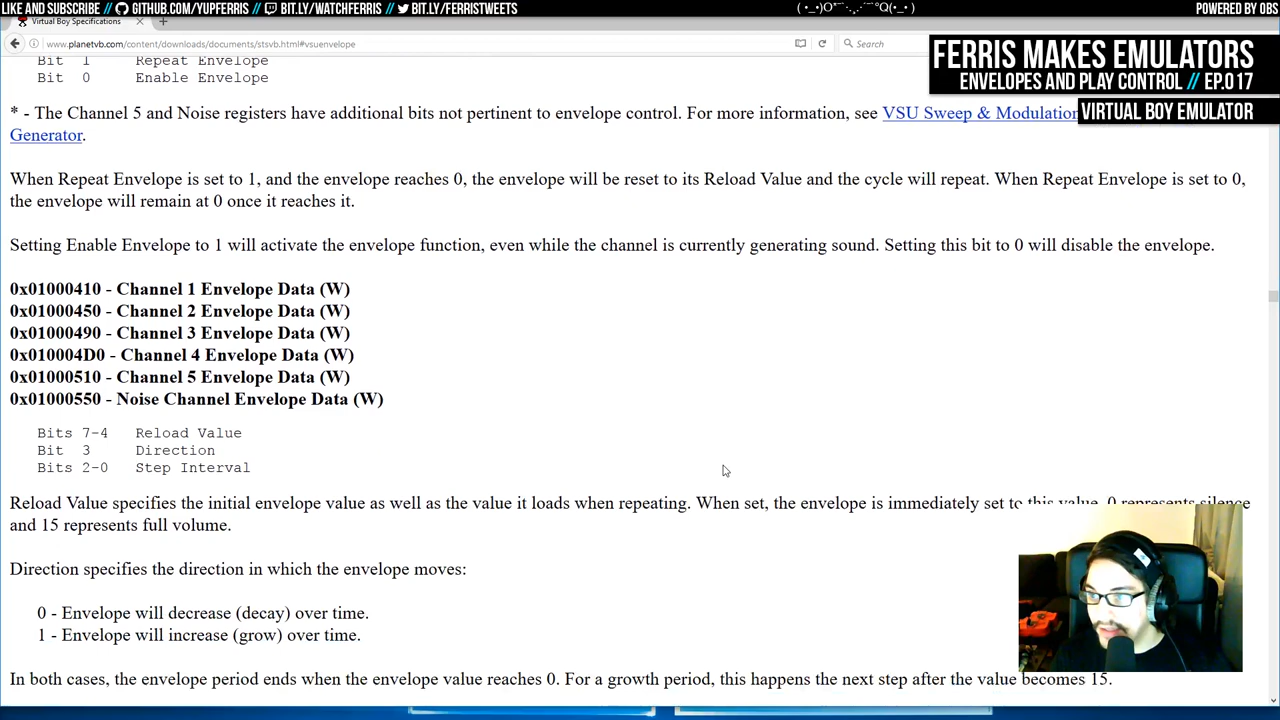 LIKE AND SUBSCRIBE // GITHUB.COM/YUPFERRIS // BIT.LY/WATCHFERRIS // BIT.LY/FERRISTWEETS
POWERED BY OBS
Virtual Boy Specifications
www.planetvb.com/content/downloads/documents/stsvb.html#vsuenvelope
Search
FERRIS MAKES EMULATORS
ENVELOPES AND PLAY CONTROL // EP.017
VIRTUAL BOY EMULATOR
Bit 1 Repeat Envelope
Bit 0 Enable Envelope
* - The Channel 5 and Noise registers have additional bits not pertinent to envelope control. For more information, see VSU Sweep & Modulation
Generator.
When Repeat Envelope is set to 1, and the envelope reaches 0, the envelope will be reset to its Reload Value and the cycle will repeat. When Repeat Envelope is set to 0,
the envelope will remain at 0 once it reaches it.
Setting Enable Envelope to 1 will activate the envelope function, even while the channel is currently generating sound. Setting this bit to 0 will disable the envelope.
0x01000410 - Channel 1 Envelope Data (W)
0x01000450 - Channel 2 Envelope Data (W)
0x01000490 - Channel 3 Envelope Data (W)
0x010004D0 - Channel 4 Envelope Data (W)
0x01000510 - Channel 5 Envelope Data (W)
0x01000550 - Noise Channel Envelope Data (W)
Bits 7-4 Reload Value
Bit 3 Direction
Bits 2-0 Step Interval
Reload Value specifies the initial envelope value as well as the value it loads when repeating. When set, the envelope is immediately set to this value. 0 represents silence
and 15 represents full volume.
Direction specifies the direction in which the envelope moves:
0 - Envelope will decrease (decay) over time.
1 - Envelope will increase (grow) over time.
In both cases, the envelope period ends when the envelope value reaches 0. For a growth period, this happens the next step after the value becomes 15.